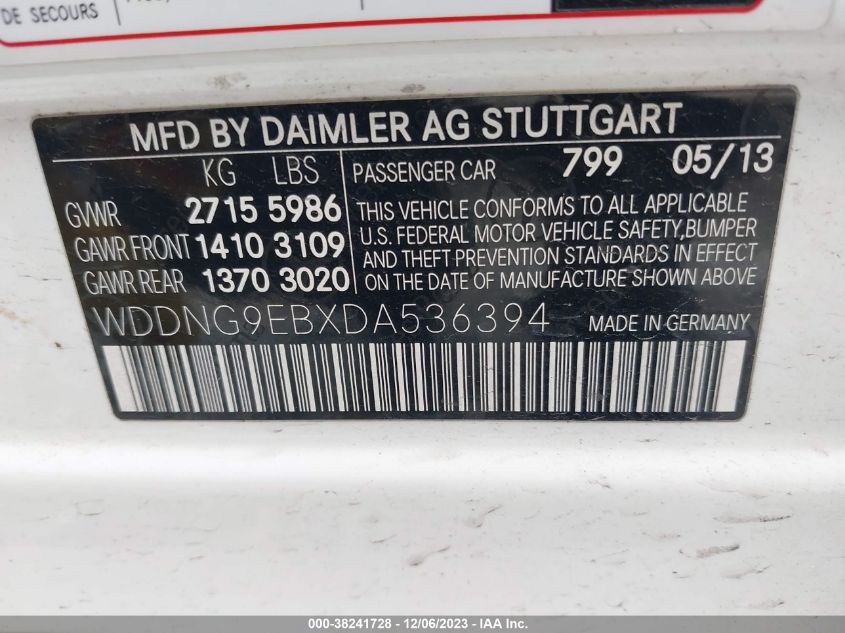 DE SECOURS
MFD BY DAIMLER AG STUTTGART
KG LBS
GVWR 2715 5986
GAWR FRONT 1410 3109
GAWR REAR 1370 3020
PASSENGER CAR 799 05/13
THIS VEHICLE CONFORMS TO ALL APPLICABLE
U.S. FEDERAL MOTOR VEHICLE SAFETY,BUMPER
AND THEFT PREVENTION STANDARDS IN EFFECT
ON THE DATE OF MANUFACTURE SHOWN ABOVE
WDDNG9EBXDA536394 MADE IN GERMANY
000-38241728 - 12/06/2023 - IAA Inc.